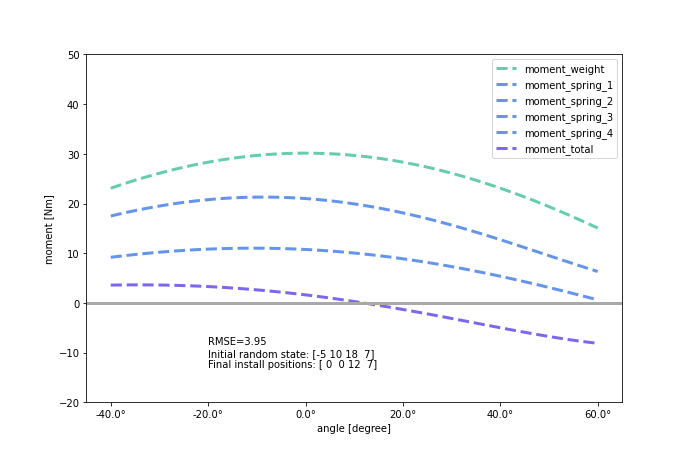 50
40
30
20
10
0
−10
−20
moment [Nm]
moment_weight
moment_spring_1
moment_spring_2
moment_spring_3
moment_spring_4
moment_total
RMSE=3.95
Initial random state: [-5 10 18  7]
Final install positions: [ 0  0 12  7]
-40.0° -20.0° 0.0° 20.0° 40.0° 60.0°
angle [degree]